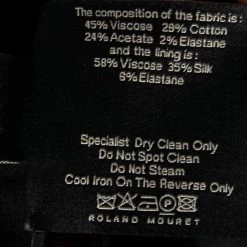 The composition of the fabric is:
45% Viscose 29% Cotton
24% Acetate 2% Elastane
and the lining is:
58% Viscose 35% Silk
6% Elastane
Specialist Dry Clean Only
Do Not Spot Clean
Do Not Steam
Cool Iron On The Reverse Only
ROLAND MOURET